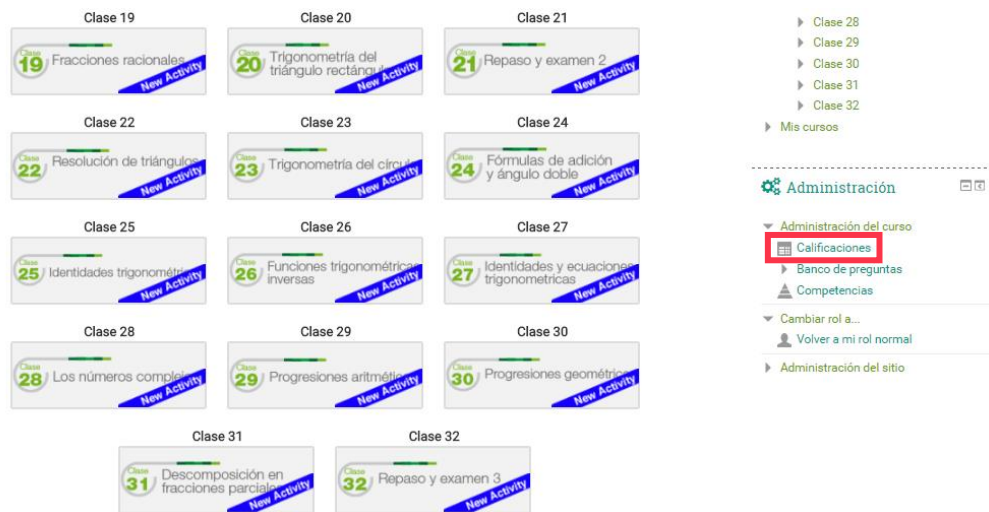 Clase 19
Clase 20
Clase 21
Clase
19
Fracciones racionales
New Activity
Clase
20
Trigonometría del
triángulo
New Activity
Clase
21
Repaso y examen 2
New Activity
Clase 22
Clase 23
Clase 24
Clase
22
Resolución de triángulos
New Activity
Clase
23
Trigonometría del
New Activity
Clase
24
Fórmulas de adición
y ángulo doble
New Activity
Clase 25
Clase 26
Clase 27
Clase
25
Identidades
New Activity
Clase
26
Funciones trigonométricas
inversas
New Activity
Clase
27
Identidades y ecuaciones
trigonometricas
New Activity
Clase 28
Clase 29
Clase 30
Clase
28
Los números
New Activity
Clase
29
Progresiones
New Activity
Clase
30
Progresiones
New Activity
Clase 31
Clase 32
Clase
31
Descomposición en
fracciones
New Activity
Clase
32
Repaso y examen 3
New Activity
Clase 28
Clase 29
Clase 30
Clase 31
Clase 32
Mis cursos
Administración
Administración del curso
Calificaciones
Banco de preguntas
Competencias
Cambiar rol a...
Volver a mi rol normal
Administración del sitio